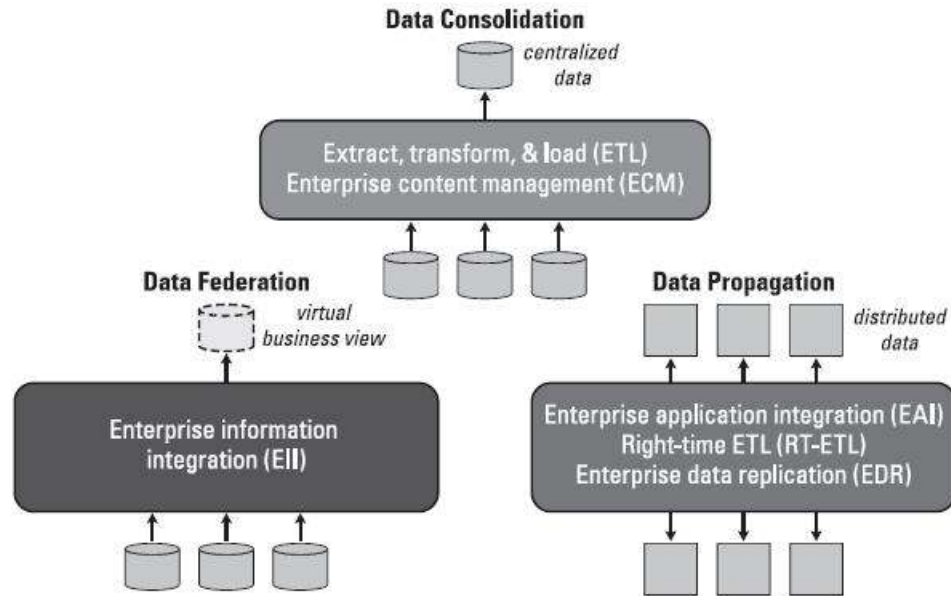 Data Consolidation
centralized
data
Extract, transform, & load (ETL)
Enterprise content management (ECM)
Data Federation
virtual
business view
Enterprise information
integration (EII)
Data Propagation
distributed
data
Enterprise application integration (EAI)
Right-time ETL (RT-ETL)
Enterprise data replication (EDR)